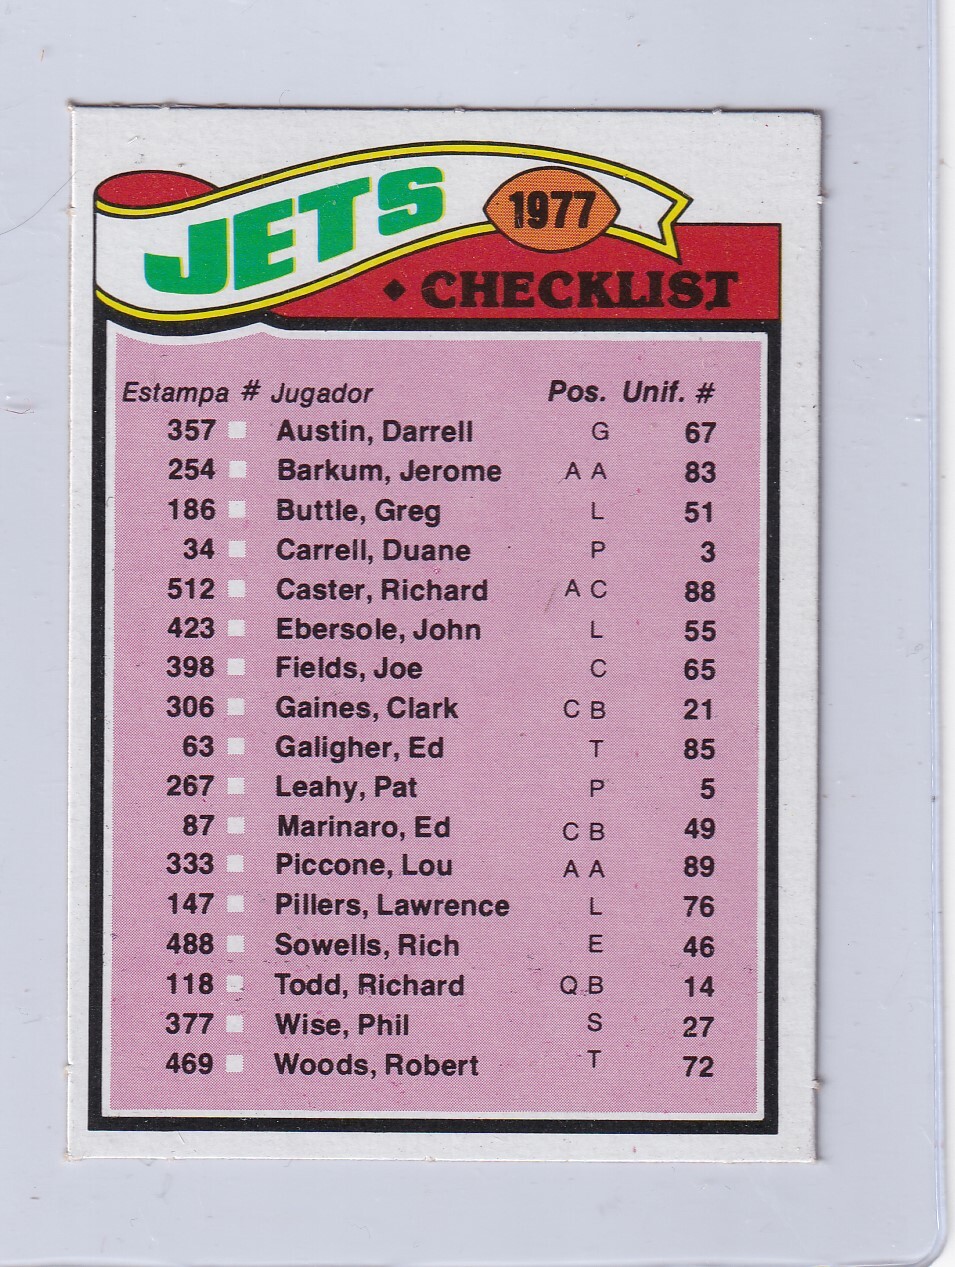 JETS 1977
◆ CHECKLIST
Estampa # Jugador Pos. Unif. #
357 Austin, Darrell G 67
254 Barkum, Jerome A A 83
186 Buttle, Greg L 51
34 Carrell, Duane P 3
512 Caster, Richard A C 88
423 Ebersole, John L 55
398 Fields, Joe C 65
306 Gaines, Clark C B 21
63 Galigher, Ed T 85
267 Leahy, Pat P 5
87 Marinaro, Ed C B 49
333 Piccone, Lou A A 89
147 Pillers, Lawrence L 76
488 Sowells, Rich E 46
118 Todd, Richard Q B 14
377 Wise, Phil S 27
469 Woods, Robert T 72